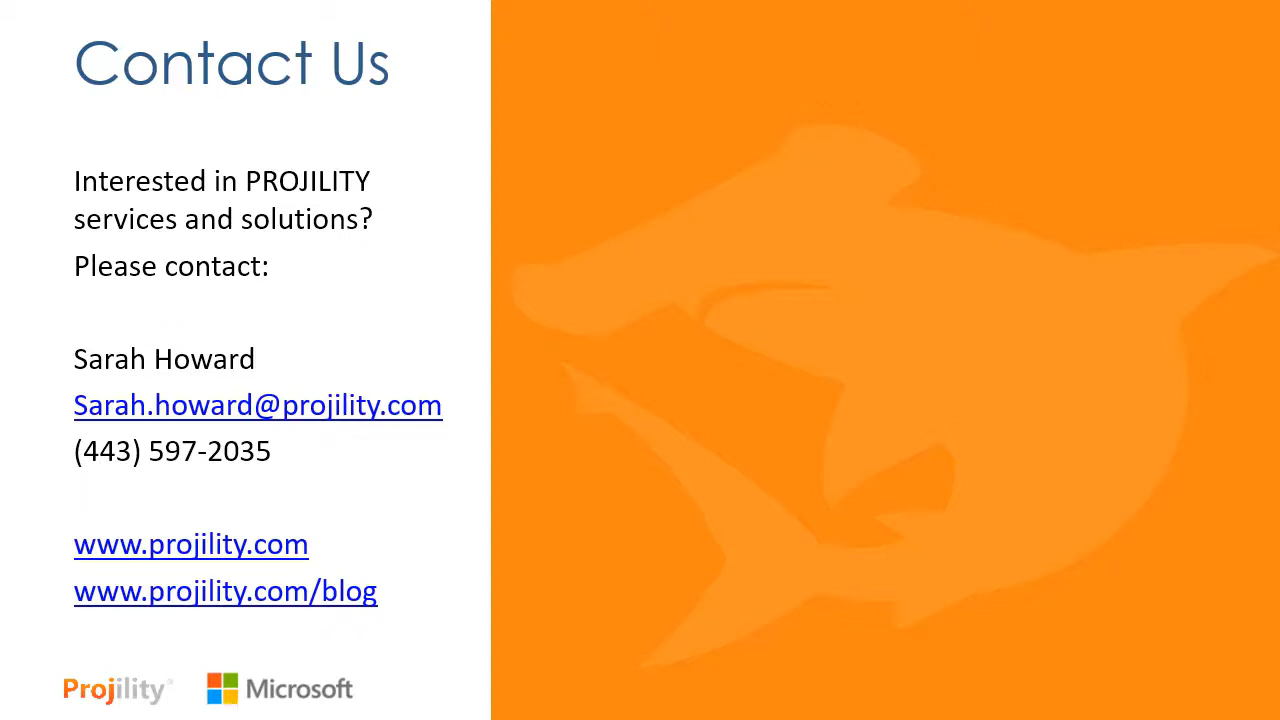 Contact Us
Interested in PROJILITY
services and solutions?
Please contact:
Sarah Howard
Sarah.howard@projility.com
(443) 597-2035
www.projility.com
www.projility.com/blog
Projility® Microsoft